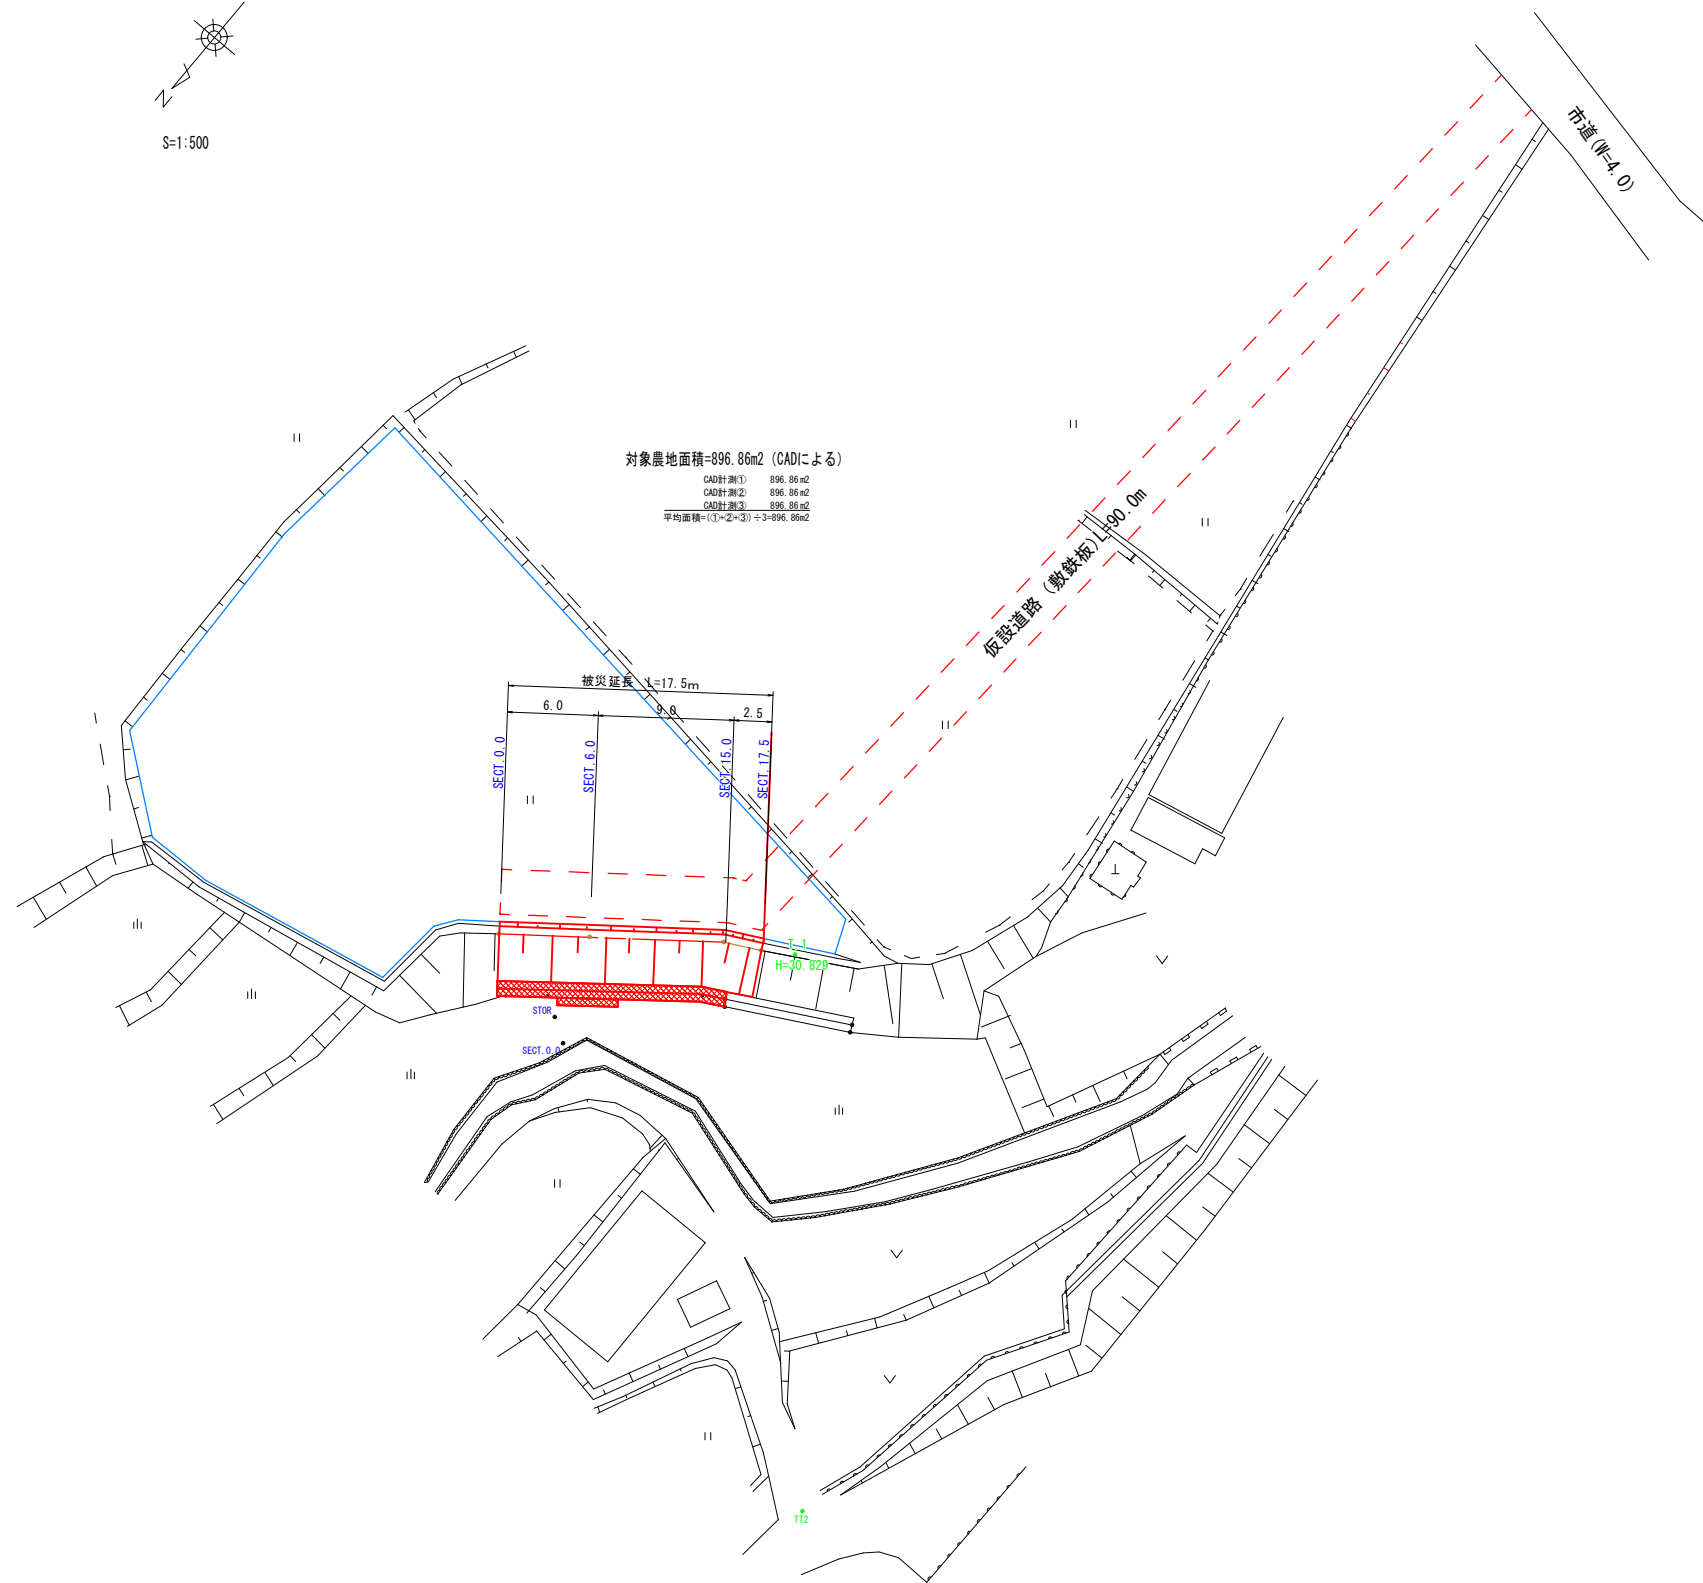 N
S=1:500
市道(W=4.0)
対象農地面積=896.86m2 (CADによる)
CAD計測① 896.86m2
CAD計測② 896.86m2
CAD計測③ 896.86m2
平均面積=(①+②+③)÷3=896.86m2
仮設道路 (敷鉄板)L=90.0m
被災延長 L=17.5m
6.0 9.0 2.5
SECT.0.0
SECT.6.0
SECT.15.0
SECT.17.5
T-1
H=30.829
STOR
SECT.0.0
TT2